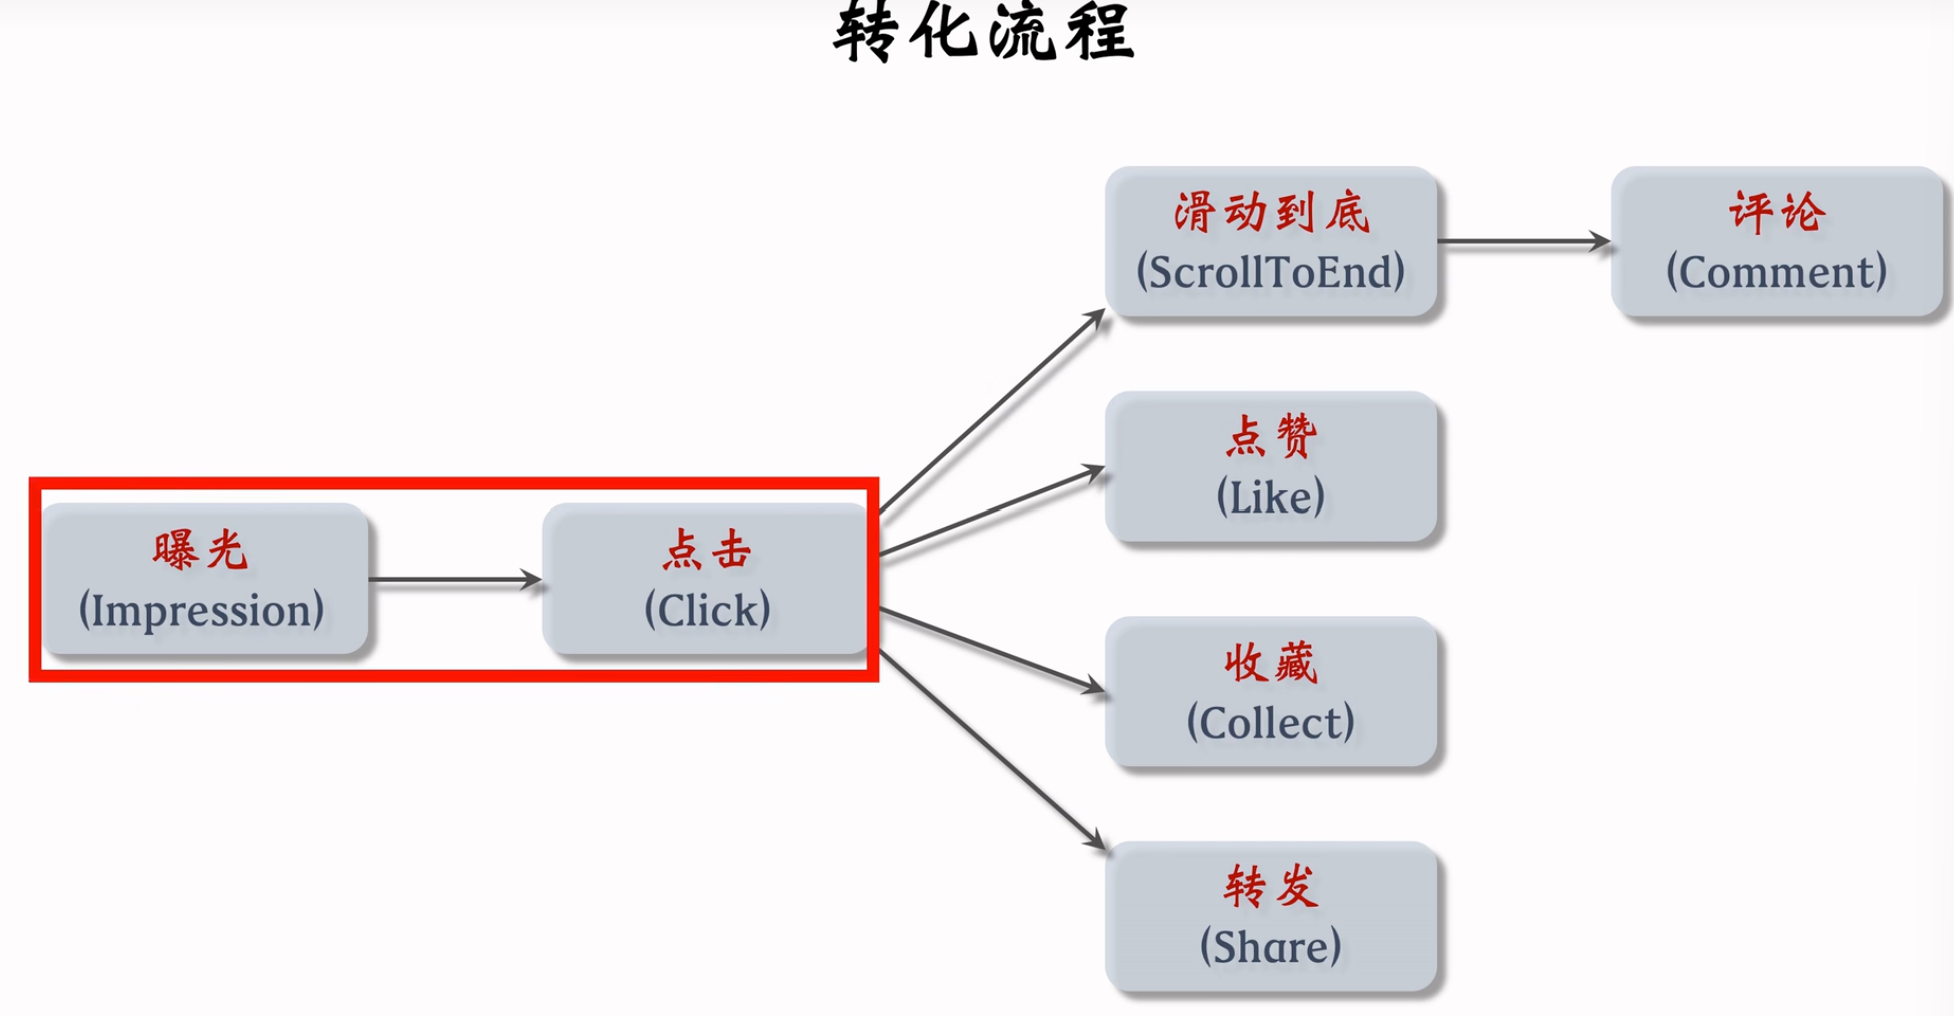 转化流程
滑动到底
(ScrollToEnd)
评论
(Comment)
点赞
(Like)
曝光
(Impression)
点击
(Click)
收藏
(Collect)
转发
(Share)